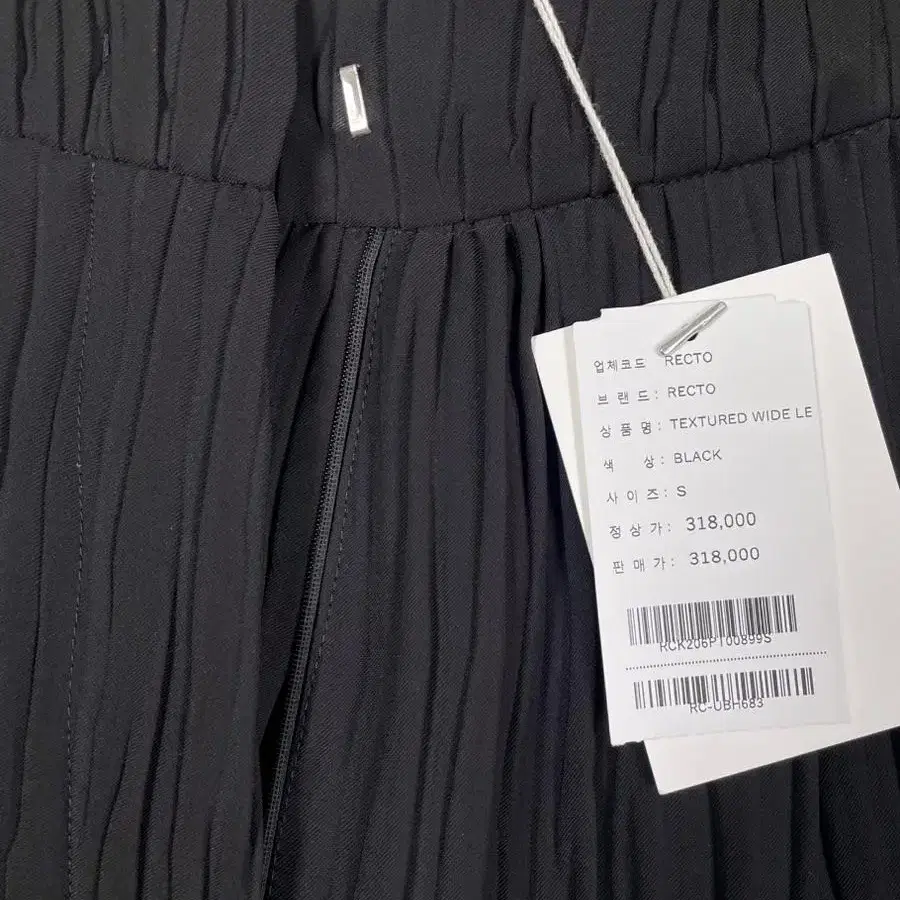 업체코드 RECTO
브 랜 드 : RECTO
상 품 명 : TEXTURED WIDE LE
색 상 : BLACK
사 이 즈 : S
정 상 가 : 318,000
판 매 가 : 318,000
RCK206PT00899S
RC-UBH683